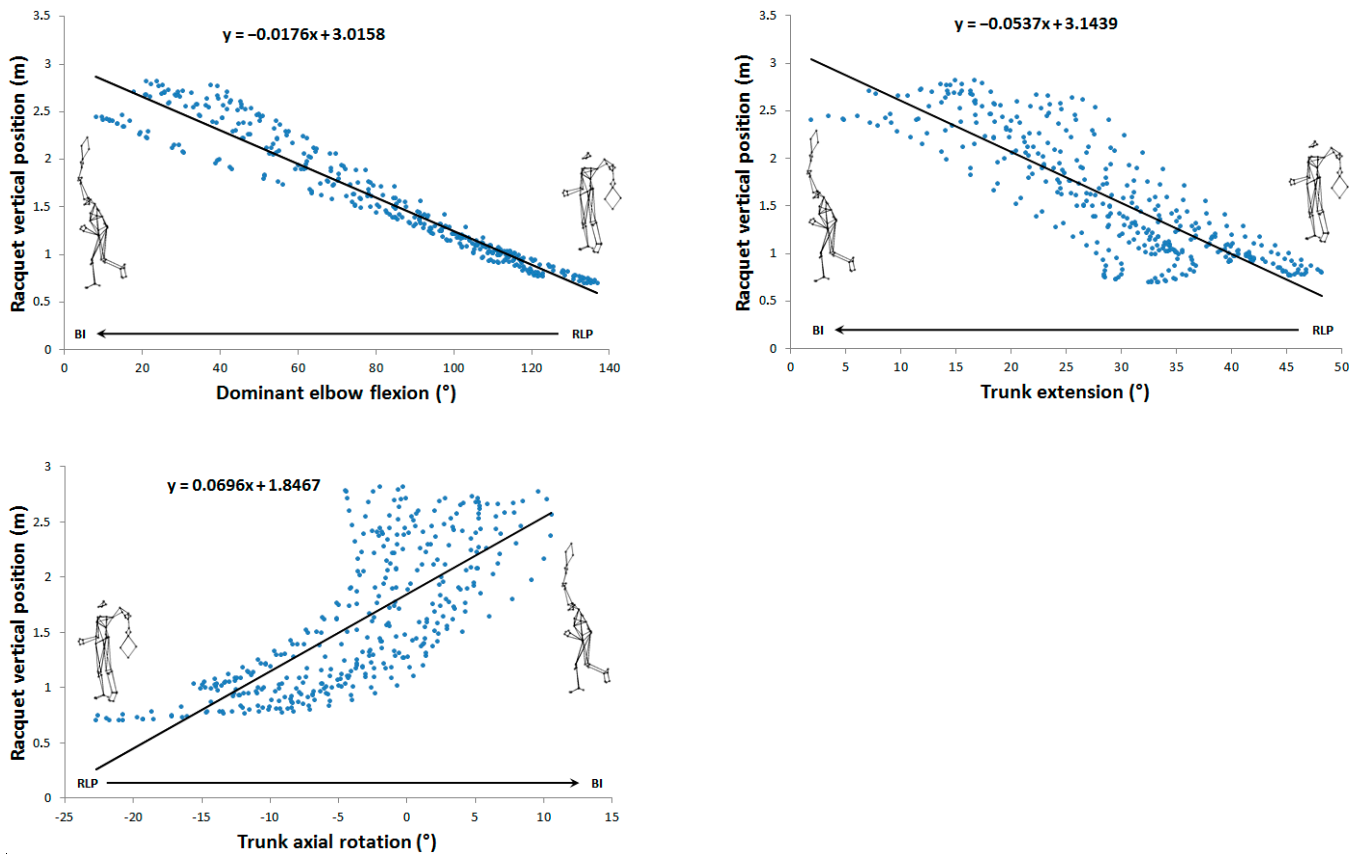 y = −0.0176x + 3.0158
Racquet vertical position (m)
3.5
3
2.5
2
1.5
1
0.5
0
BI
RLP
0 20 40 60 80 100 120 140
Dominant elbow flexion (°)
y = −0.0537x + 3.1439
Racquet vertical position (m)
3.5
3
2.5
2
1.5
1
0.5
0
BI
RLP
0 5 10 15 20 25 30 35 40 45 50
Trunk extension (°)
y = 0.0696x + 1.8467
Racquet vertical position (m)
3
2.5
2
1.5
1
0.5
0
RLP
BI
-25 -20 -15 -10 -5 0 5 10 15
Trunk axial rotation (°)